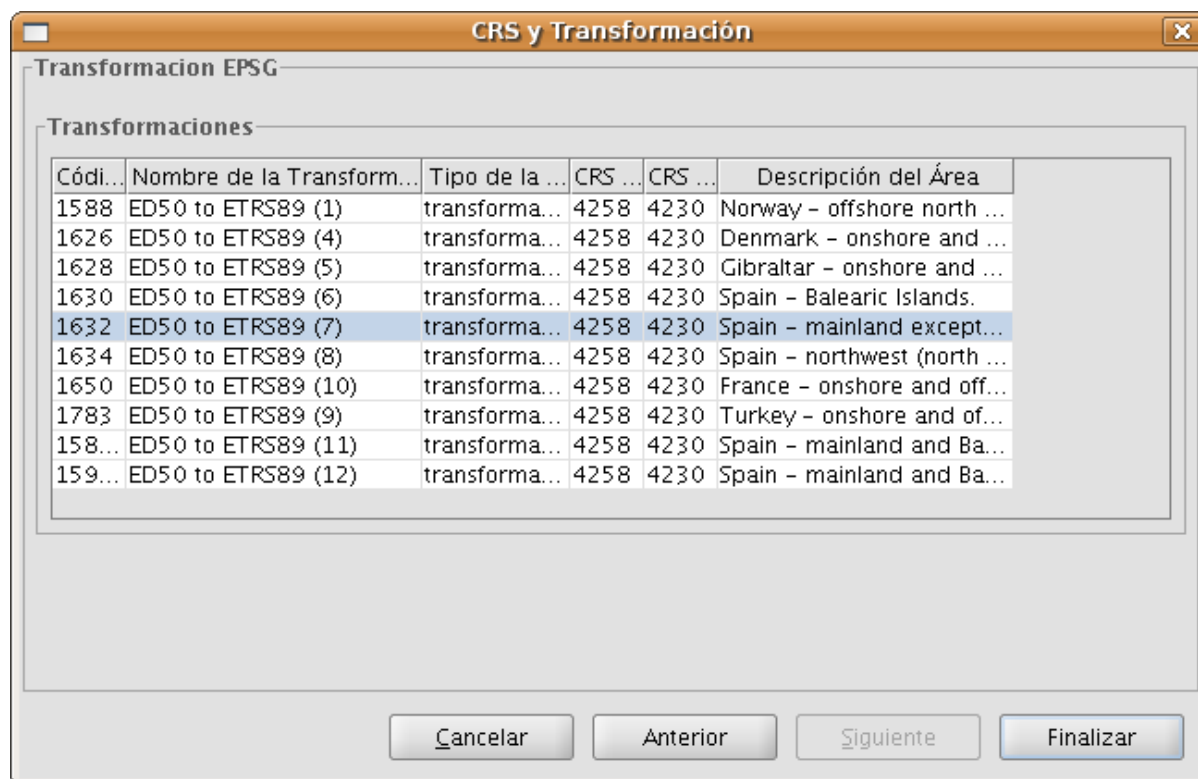 CRS y Transformación
Transformacion EPSG
Transformaciones
Códi... Nombre de la Transform... Tipo de la ... CRS ... CRS ... Descripción del Área
1588 ED50 to ETRS89 (1) transforma... 4258 4230 Norway – offshore north ...
1626 ED50 to ETRS89 (4) transforma... 4258 4230 Denmark – onshore and ...
1628 ED50 to ETRS89 (5) transforma... 4258 4230 Gibraltar – onshore and ...
1630 ED50 to ETRS89 (6) transforma... 4258 4230 Spain – Balearic Islands.
1632 ED50 to ETRS89 (7) transforma... 4258 4230 Spain – mainland except...
1634 ED50 to ETRS89 (8) transforma... 4258 4230 Spain – northwest (north ...
1650 ED50 to ETRS89 (10) transforma... 4258 4230 France – onshore and off...
1783 ED50 to ETRS89 (9) transforma... 4258 4230 Turkey – onshore and of...
158... ED50 to ETRS89 (11) transforma... 4258 4230 Spain – mainland and Ba...
159... ED50 to ETRS89 (12) transforma... 4258 4230 Spain – mainland and Ba...
Cancelar Anterior Siguiente Finalizar